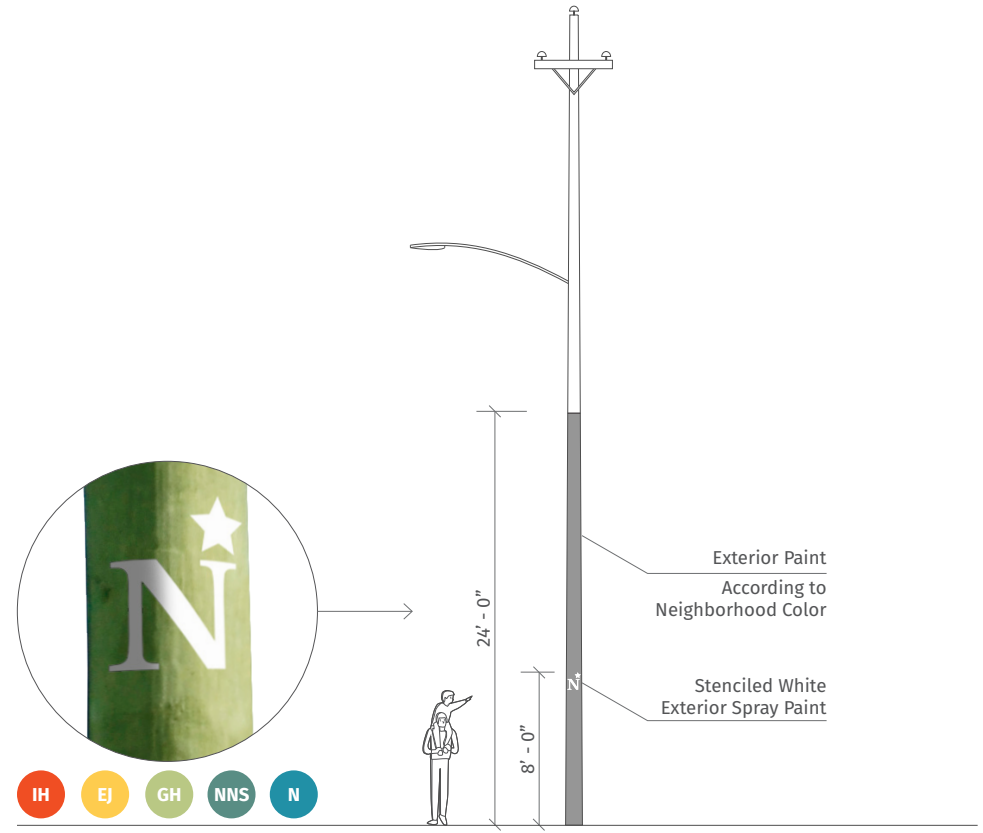 24' - 0"
Exterior Paint
According to
Neighborhood Color
N
8' - 0"
N
Stenciled White
Exterior Spray Paint
IH
EJ
GH
NNS
N